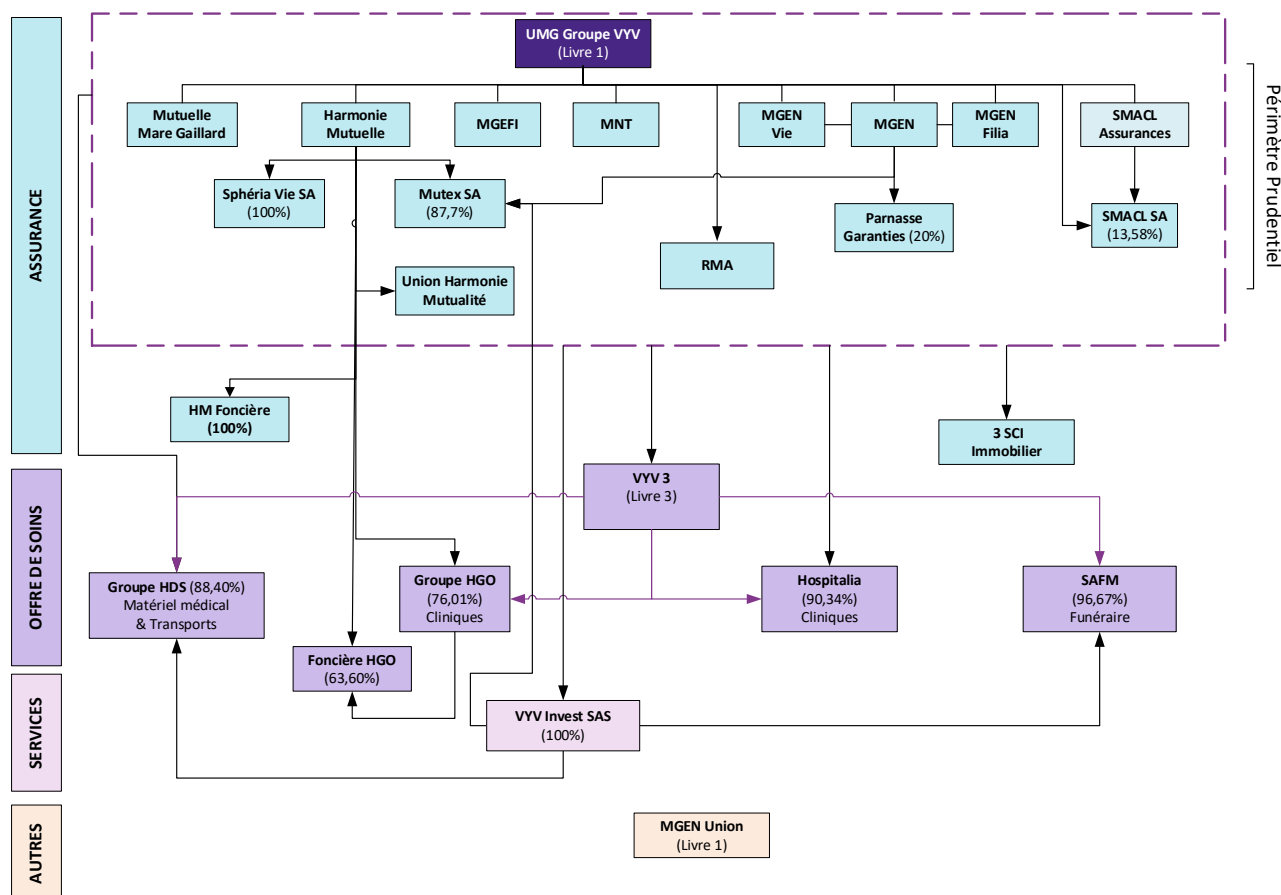 UMG Groupe VYV
(Livre 1)
ASSURANCE
Périmètre Prudentiel
Mutuelle
Mare Gaillard
Harmonie
Mutuelle
MGEFI
MNT
MGEN
Vie
MGEN
MGEN
Filia
SMACL
Assurances
Sphéria Vie SA
(100%)
Mutex SA
(87,7%)
Parnasse
Garanties (20%)
SMACL SA
(13,58%)
RMA
Union Harmonie
Mutualité
HM Foncière
(100%)
3 SCI
Immobilier
OFFRE DE SOINS
VYV 3
(Livre 3)
Groupe HDS (88,40%)
Matériel médical
& Transports
Groupe HGO
(76,01%)
Cliniques
Hospitalia
(90,34%)
Cliniques
SAFM
(96,67%)
Funéraire
Foncière HGO
(63,60%)
SERVICES
VYV Invest SAS
(100%)
AUTRES
MGEN Union
(Livre 1)